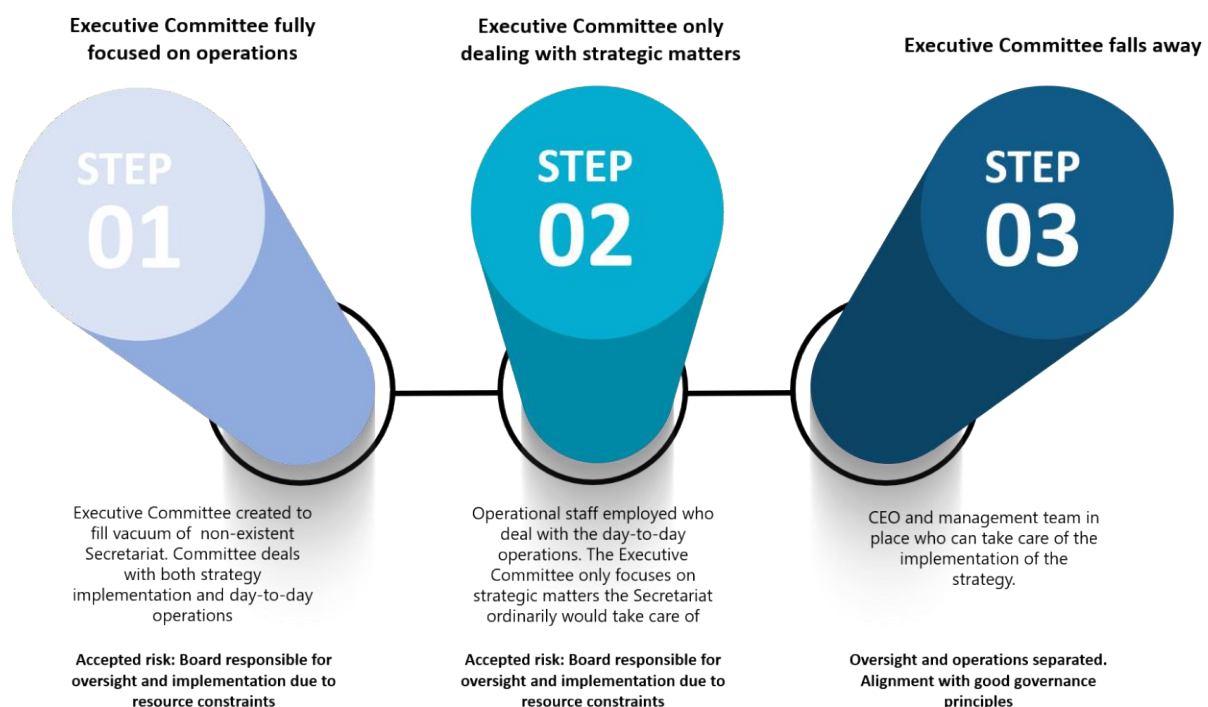 Executive Committee fully
focused on operations
STEP
01
Executive Committee created to
fill vacuum of non-existent
Secretariat. Committee deals
with both strategy
implementation and day-to-day
operations
Accepted risk: Board responsible for
oversight and implementation due to
resource constraints
Executive Committee only
dealing with strategic matters
STEP
02
Operational staff employed who
deal with the day-to-day
operations. The Executive
Committee only focuses on
strategic matters the Secretariat
ordinarily would take care of
Accepted risk: Board responsible for
oversight and implementation due to
resource constraints
Executive Committee falls away
STEP
03
CEO and management team in
place who can take care of the
implementation of the
strategy.
Oversight and operations separated.
Alignment with good governance
principles